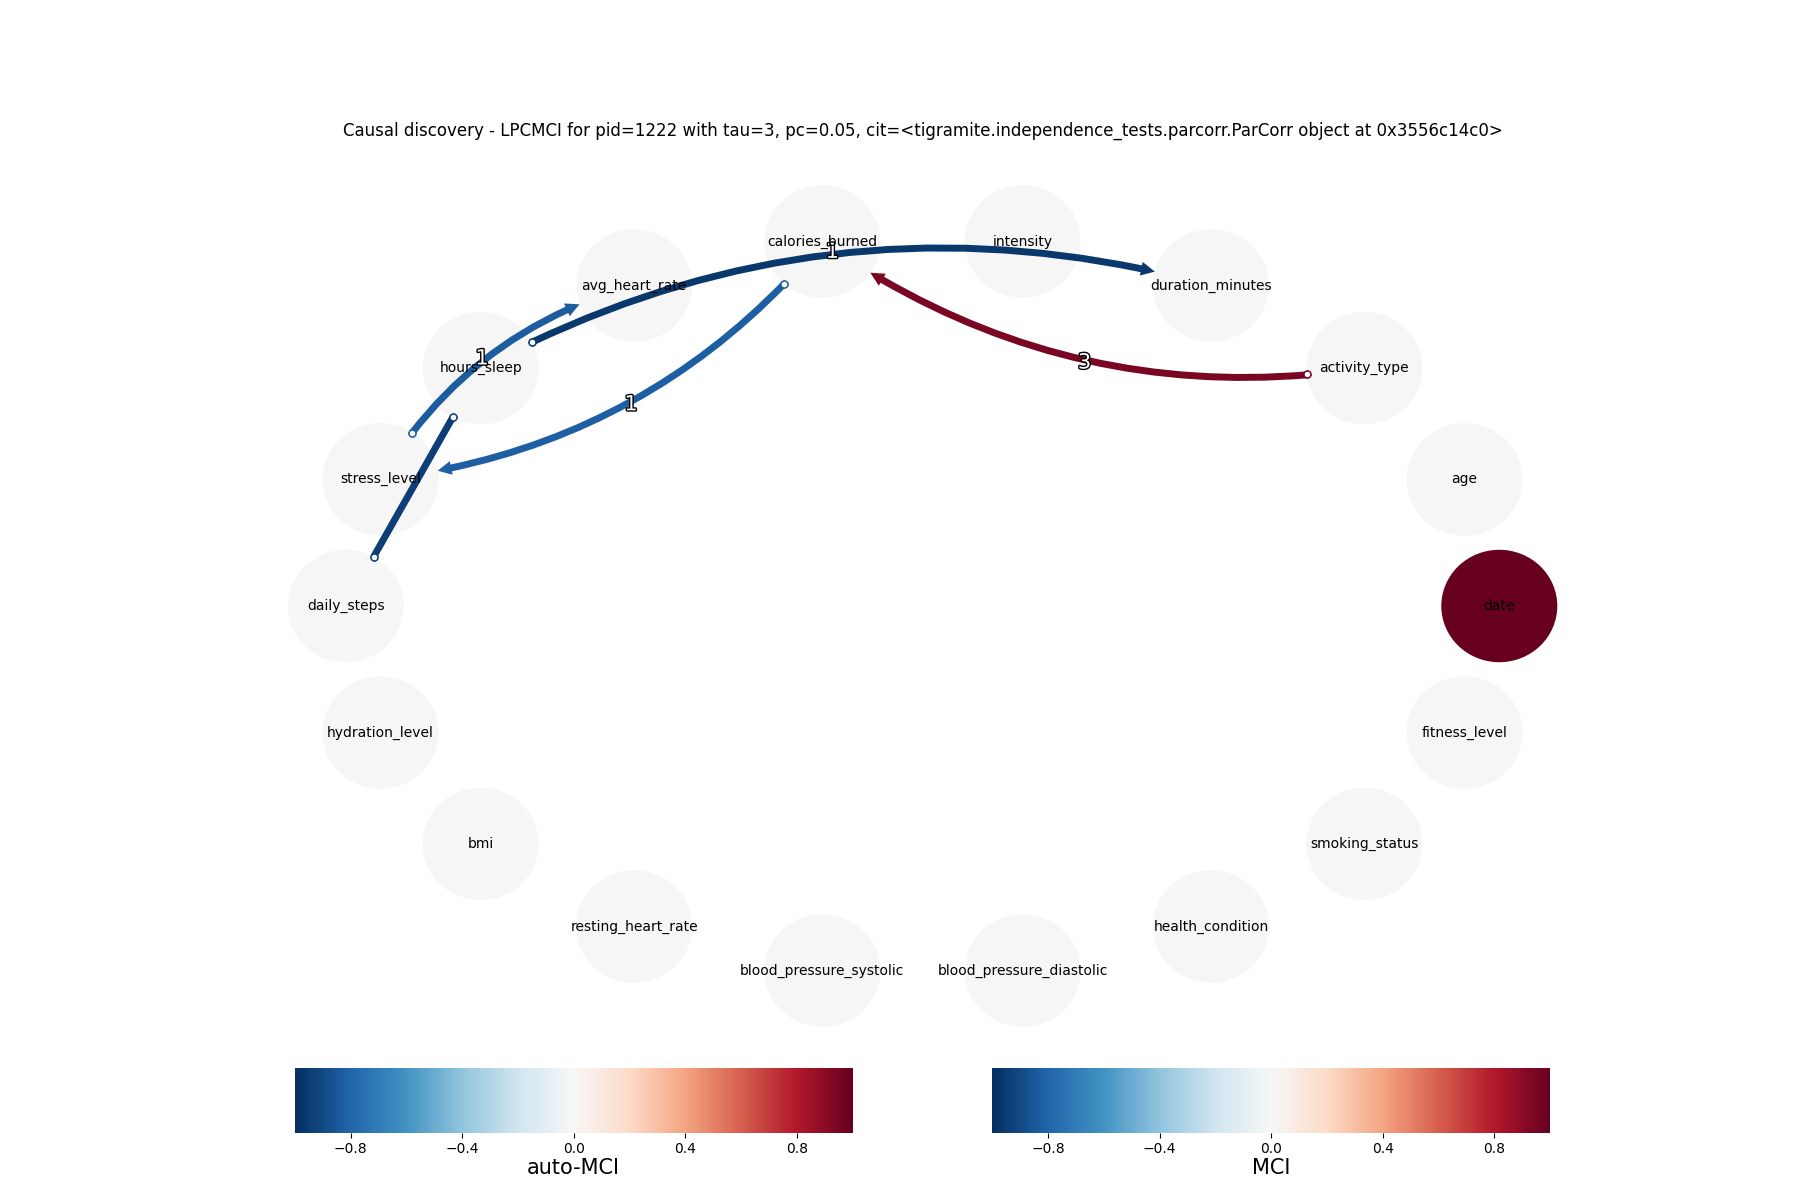 Causal discovery - LPCMCI for pid=1222 with tau=3, pc=0.05, cit=<tigramite.independence_tests.parcorr.ParCorr object at 0x3556c14c0>
calories_burned
intensity
1
avg_heart_rate
duration_minutes
1
hours_sleep
3
activity_type
1
stress_level
age
daily_steps
date
hydration_level
fitness_level
bmi
smoking_status
resting_heart_rate
health_condition
blood_pressure_systolic
blood_pressure_diastolic
−0.8 −0.4 0.0 0.4 0.8
auto-MCI
−0.8 −0.4 0.0 0.4 0.8
MCI